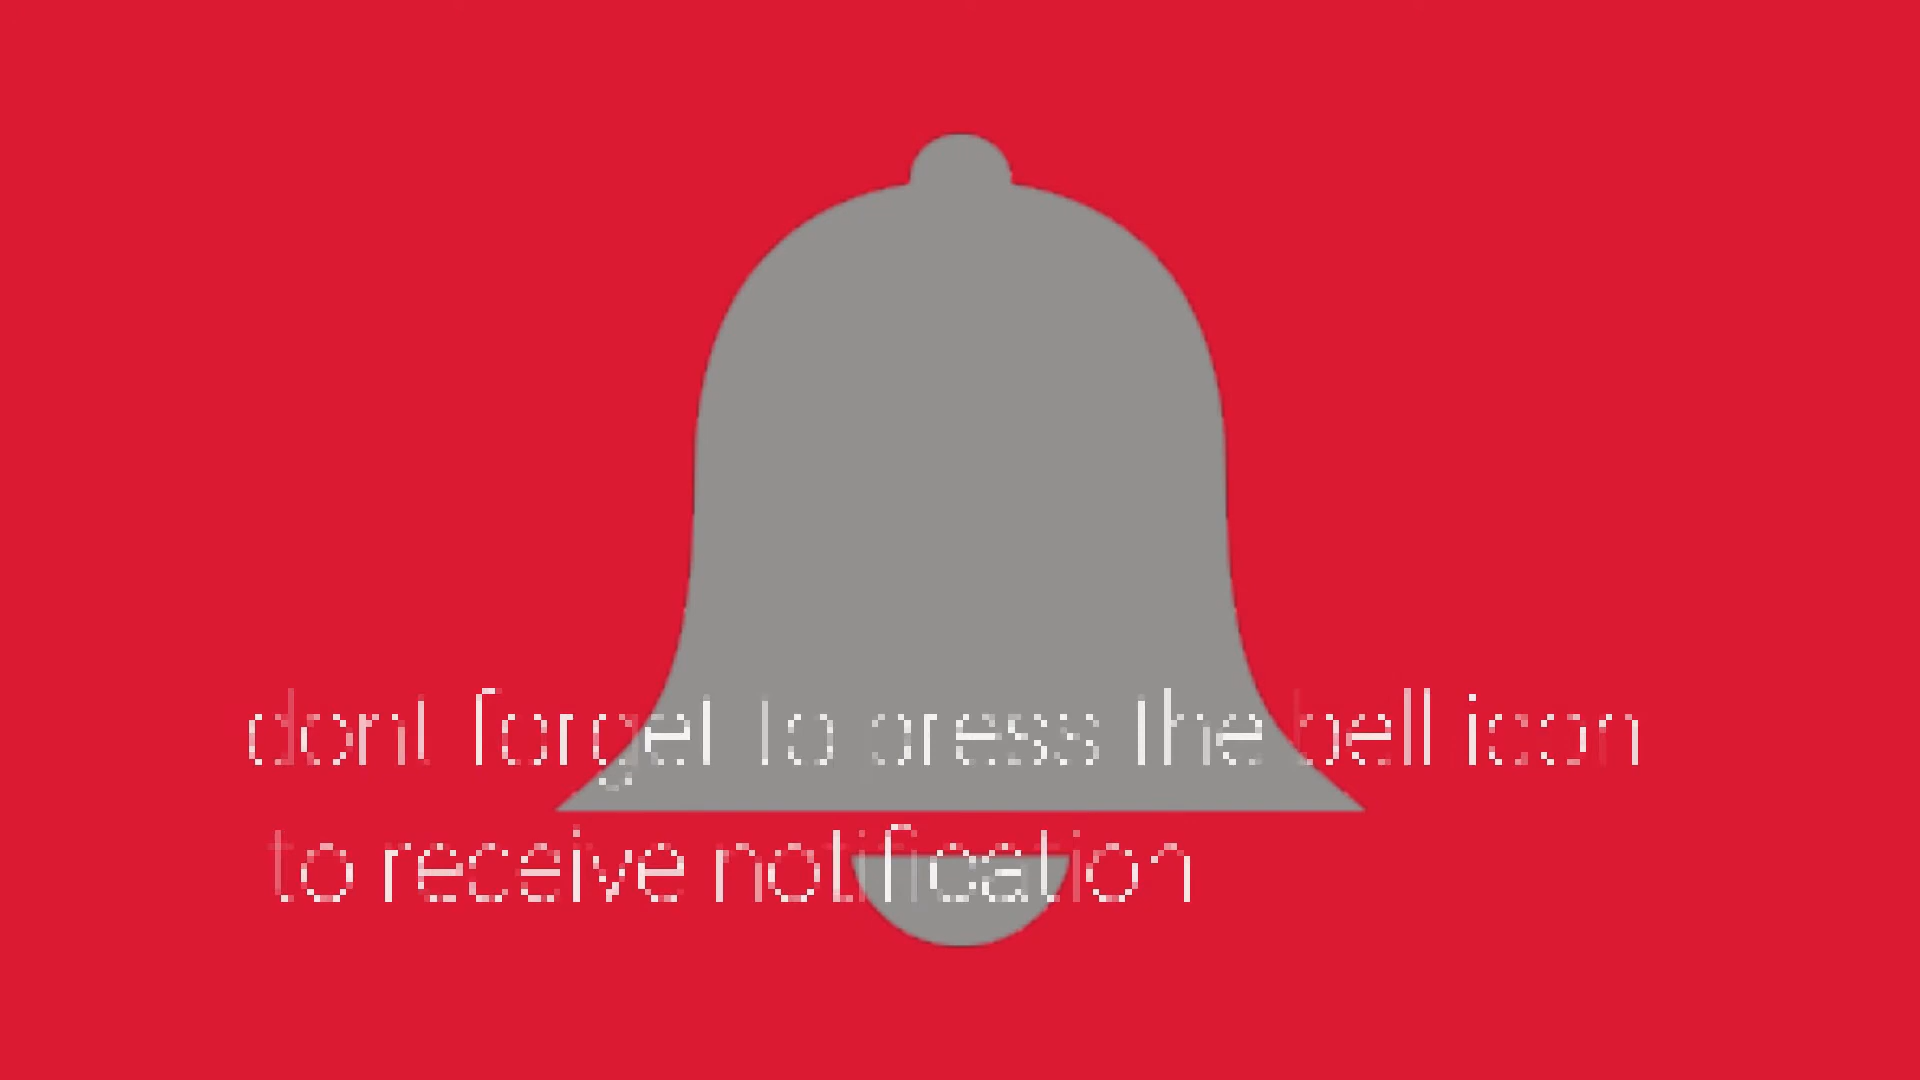 dont forget to press the bell icon
to receive notification